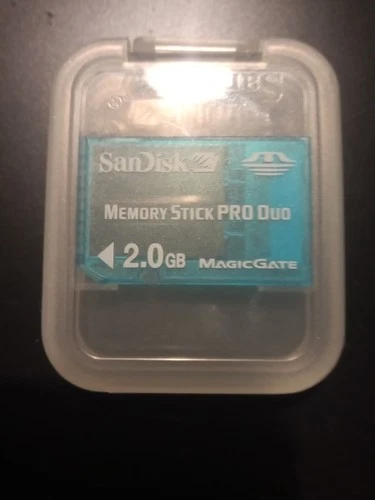 SanDisk
MEMORY STICK PRO DUO
2.0GB MAGICGATE